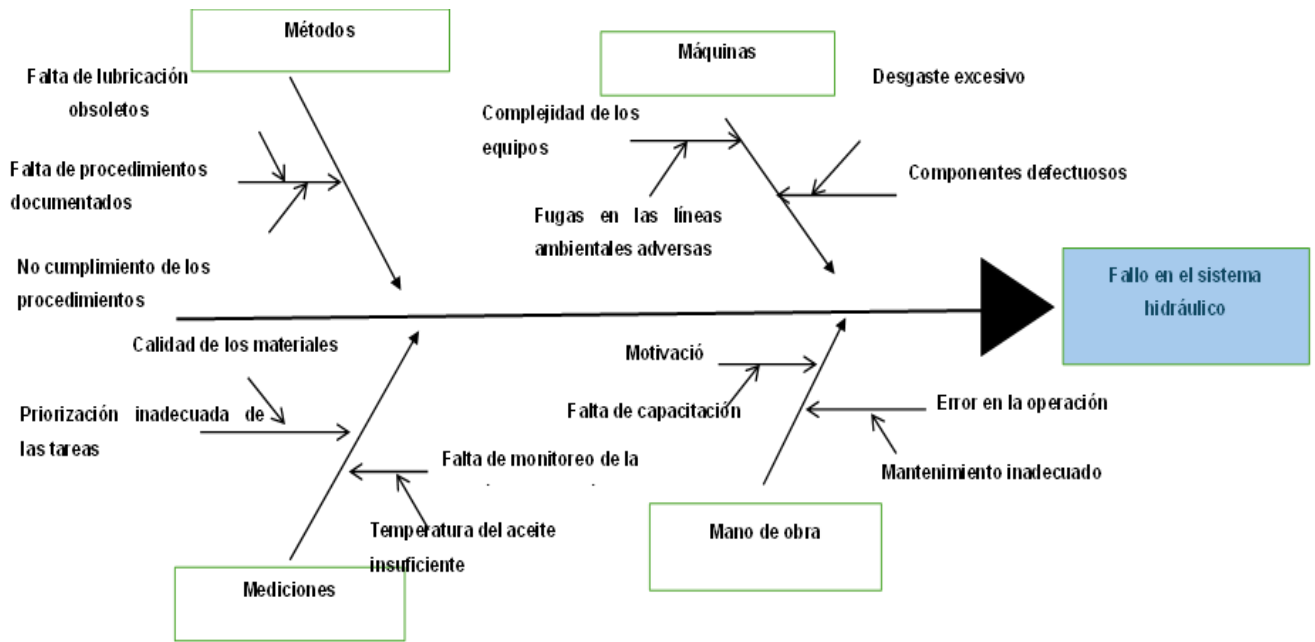 Métodos
Máquinas
Falta de lubricación
obsoletos
Desgaste excesivo
Complejidad de los
equipos
Falta de procedimientos
documentados
Componentes defectuosos
Fugas en las líneas
ambientales adversas
No cumplimiento de los
procedimientos
Fallo en el sistema
hidráulico
Calidad de los materiales
Motivació
Priorización inadecuada de
las tareas
Falta de capacitación
Error en la operación
Falta de monitoreo de la
Mantenimiento inadecuado
Temperatura del aceite
insuficiente
Mano de obra
Mediciones